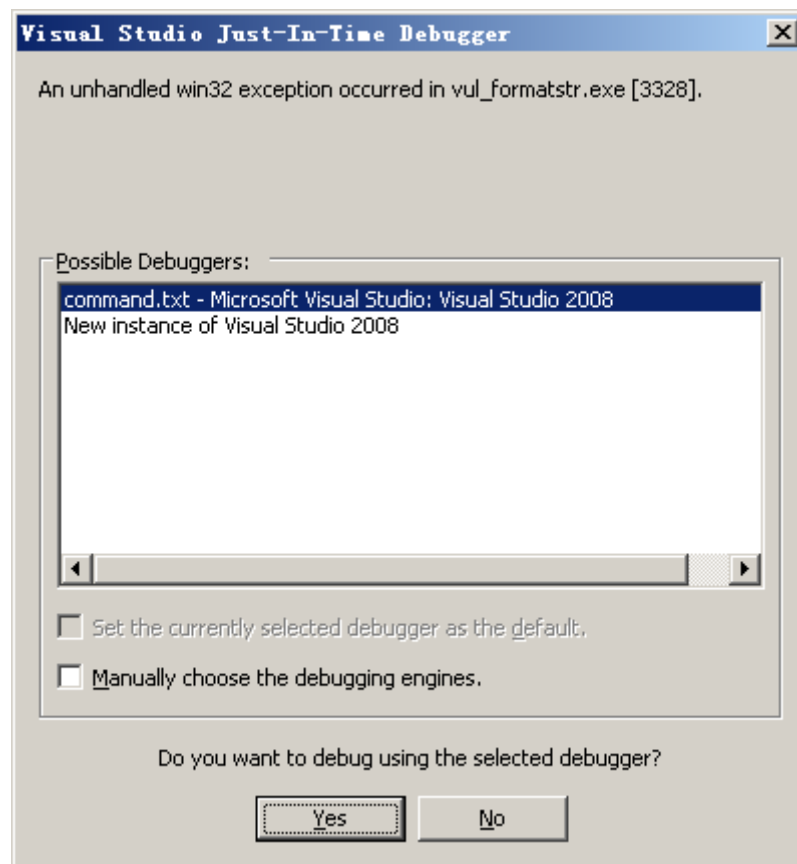 Visual Studio Just-In-Time Debugger
An unhandled win32 exception occurred in vul_formatstr.exe [3328].
Possible Debuggers:
command.txt - Microsoft Visual Studio: Visual Studio 2008
New instance of Visual Studio 2008
Set the currently selected debugger as the default.
Manually choose the debugging engines.
Do you want to debug using the selected debugger?
Yes
No